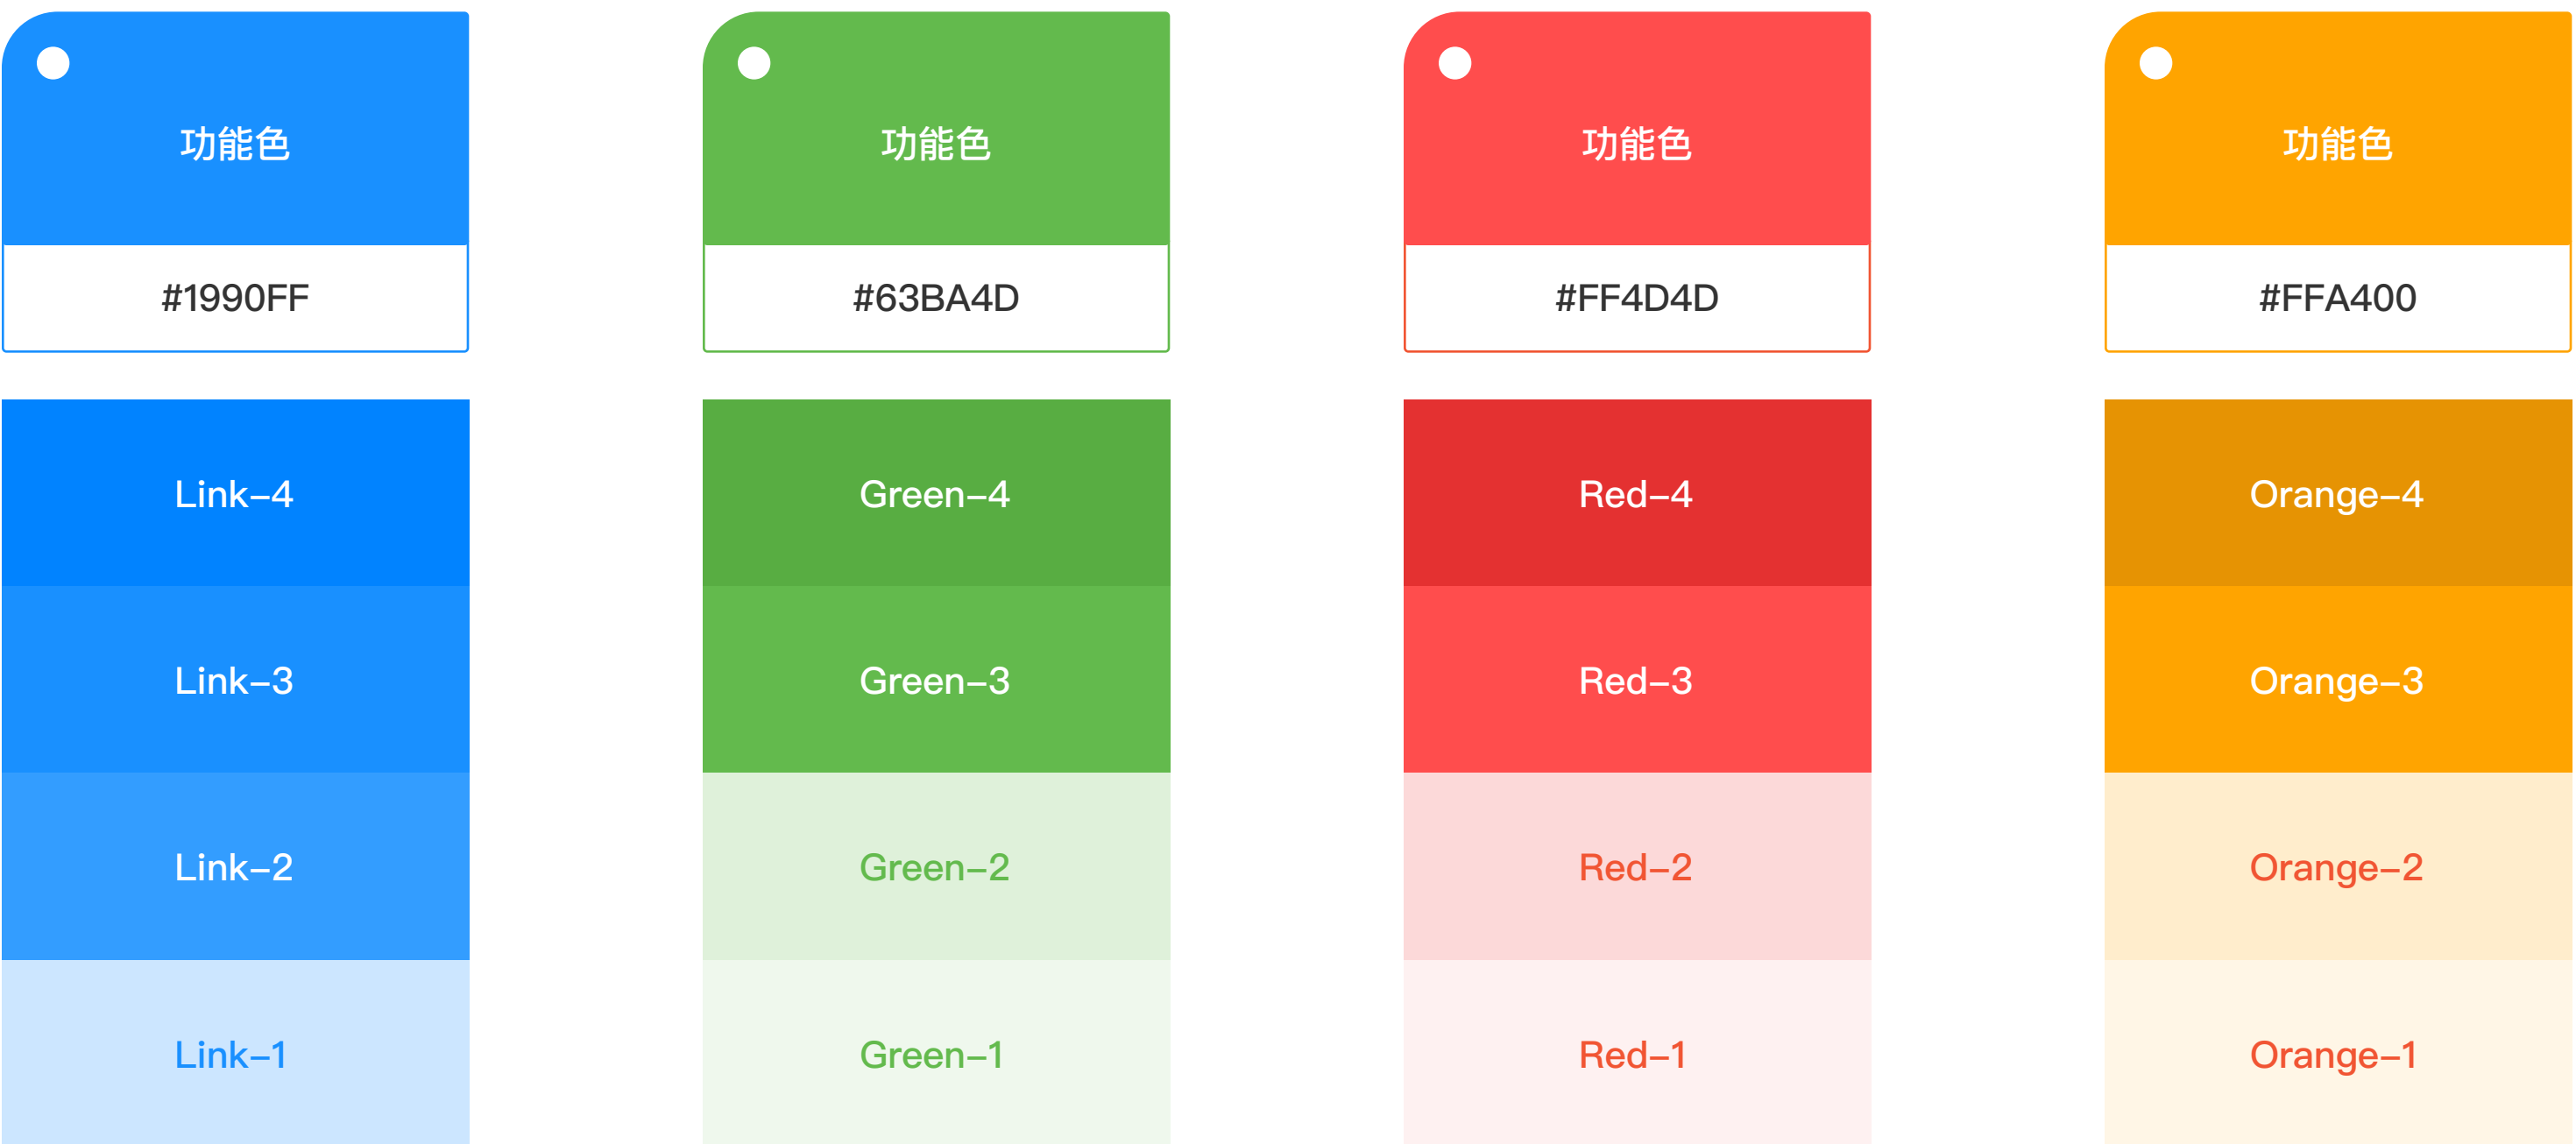 功能色
#1990FF
Link-4
Link-3
Link-2
Link-1
功能色
#63BA4D
Green-4
Green-3
Green-2
Green-1
功能色
#FF4D4D
Red-4
Red-3
Red-2
Red-1
功能色
#FFA400
Orange-4
Orange-3
Orange-2
Orange-1